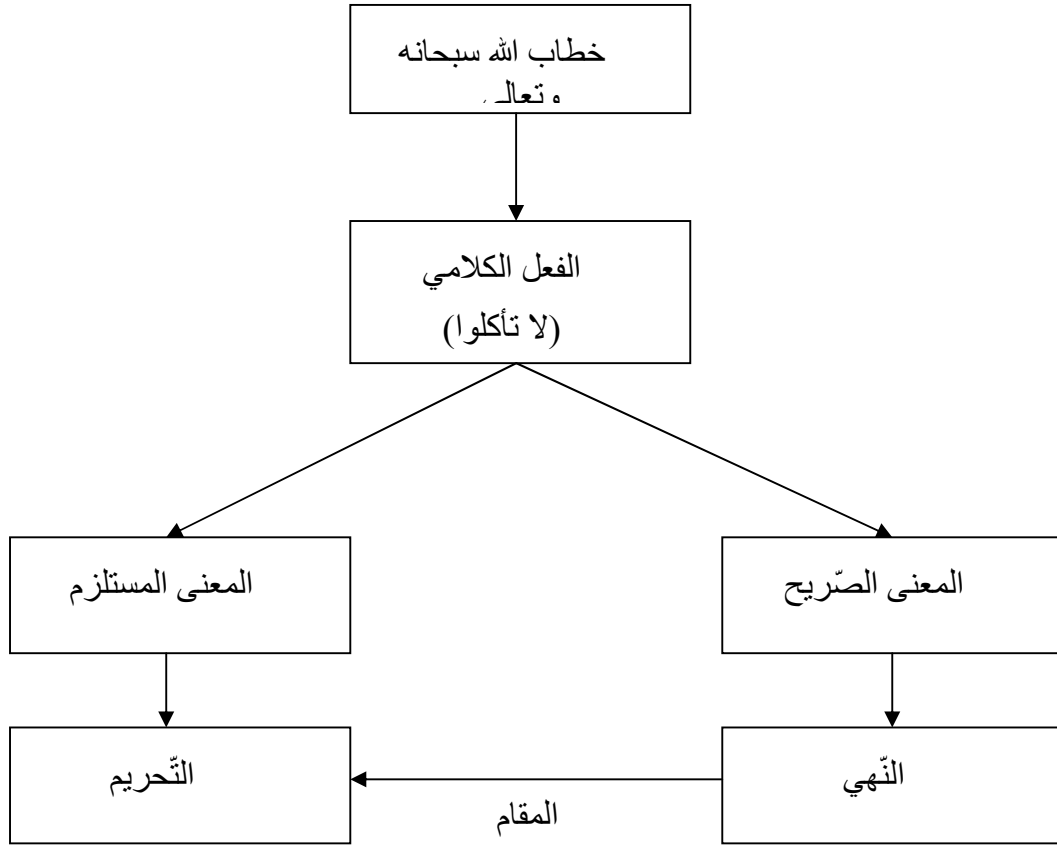 خطاب الله سبحانه
وتعالى
الفعل الكلامي
(لا تأكلوا)
المعنى الصّريح
المعنى المستلزم
النّهي
التّحريم
المقام